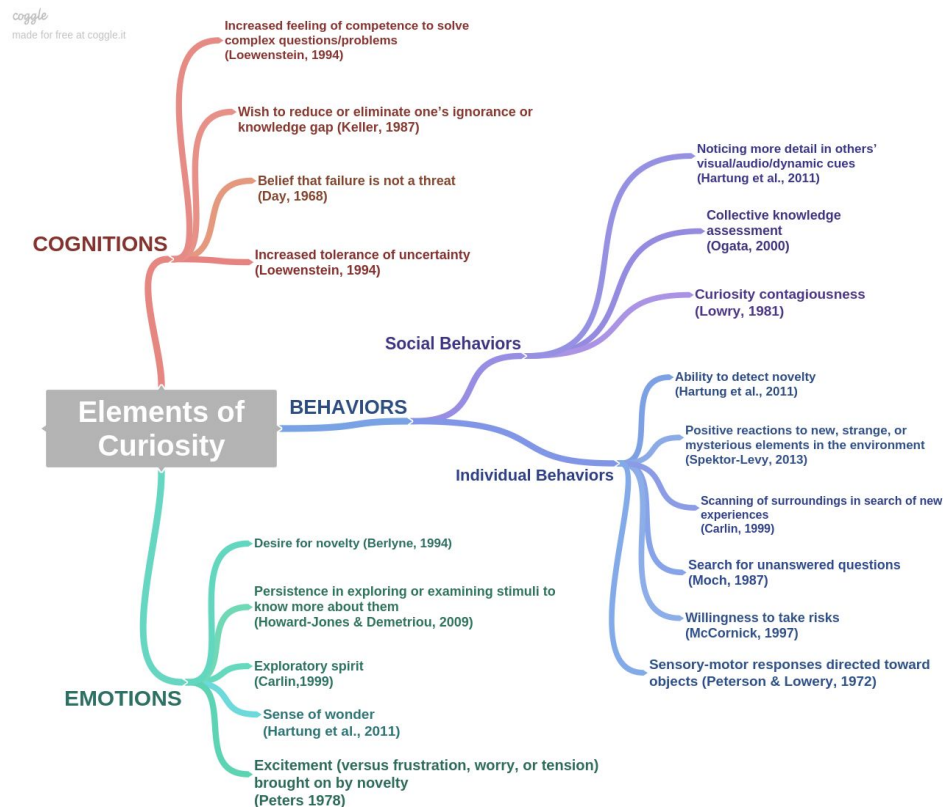 coggle
made for free at coggle.it
Increased feeling of competence to solve
complex questions/problems
(Loewenstein, 1994)
Wish to reduce or eliminate one's ignorance or
knowledge gap (Keller, 1987)
Belief that failure is not a threat
(Day, 1968)
COGNITIONS
Increased tolerance of uncertainty
(Loewenstein, 1994)
Elements of
Curiosity
BEHAVIORS
Social Behaviors
Noticing more detail in others'
visual/audio/dynamic cues
(Hartung et al., 2011)
Collective knowledge
assessment
(Ogata, 2000)
Curiosity contagiousness
(Lowry, 1981)
Individual Behaviors
Ability to detect novelty
(Hartung et al., 2011)
Positive reactions to new, strange, or
mysterious elements in the environment
(Spektor-Levy, 2013)
Scanning of surroundings in search of new
experiences
(Carlin, 1999)
Search for unanswered questions
(Moch, 1987)
Willingness to take risks
(McCornick, 1997)
Sensory-motor responses directed toward
objects (Peterson & Lowery, 1972)
EMOTIONS
Desire for novelty (Berlyne, 1994)
Persistence in exploring or examining stimuli to
know more about them
(Howard-Jones & Demetriou, 2009)
Exploratory spirit
(Carlin,1999)
Sense of wonder
(Hartung et al., 2011)
Excitement (versus frustration, worry, or tension)
brought on by novelty
(Peters 1978)